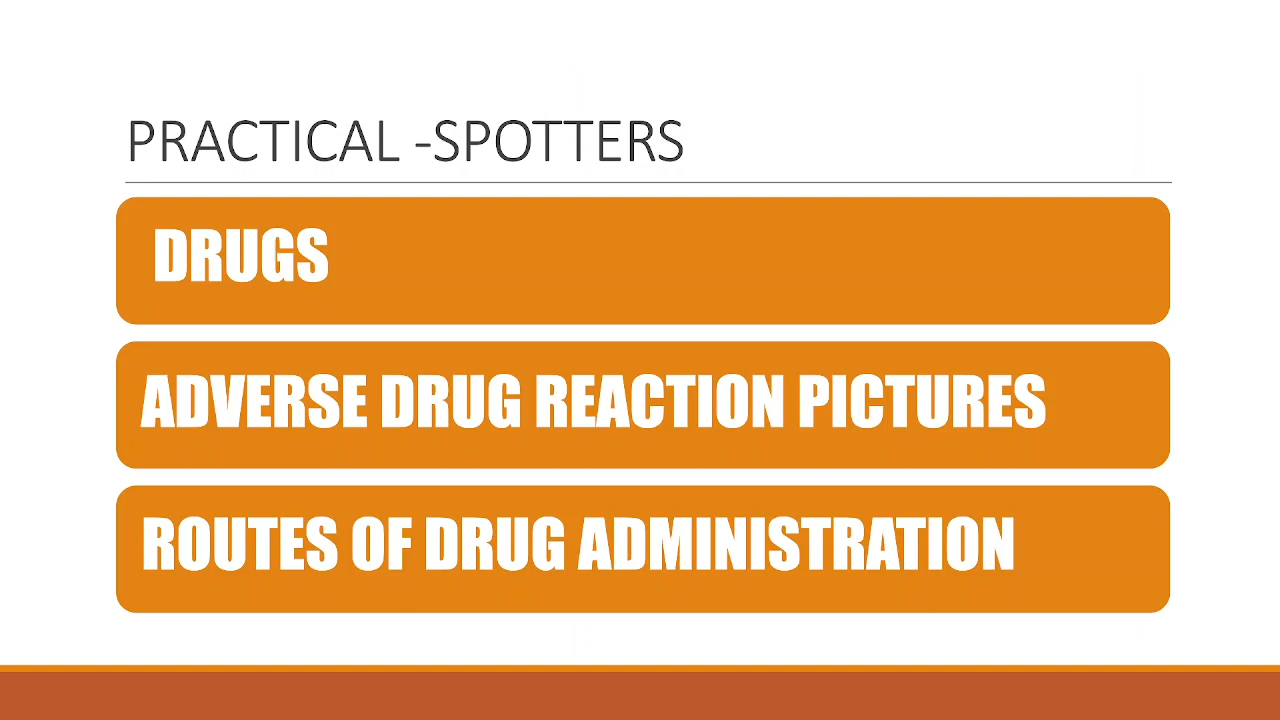 PRACTICAL -SPOTTERS
DRUGS
ADVERSE DRUG REACTION PICTURES
ROUTES OF DRUG ADMINISTRATION